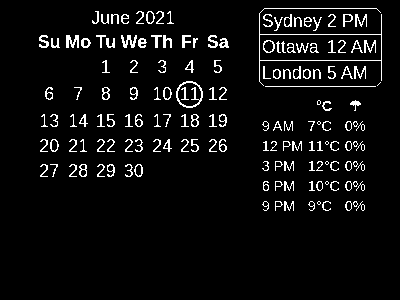 June 2021
Su Mo Tu We Th Fr Sa
1 2 3 4 5
6 7 8 9 10 11 12
13 14 15 16 17 18 19
20 21 22 23 24 25 26
27 28 29 30
Sydney 2 PM
Ottawa 12 AM
London 5 AM
°C ☂
9 AM 7°C 0%
12 PM 11°C 0%
3 PM 12°C 0%
6 PM 10°C 0%
9 PM 9°C 0%